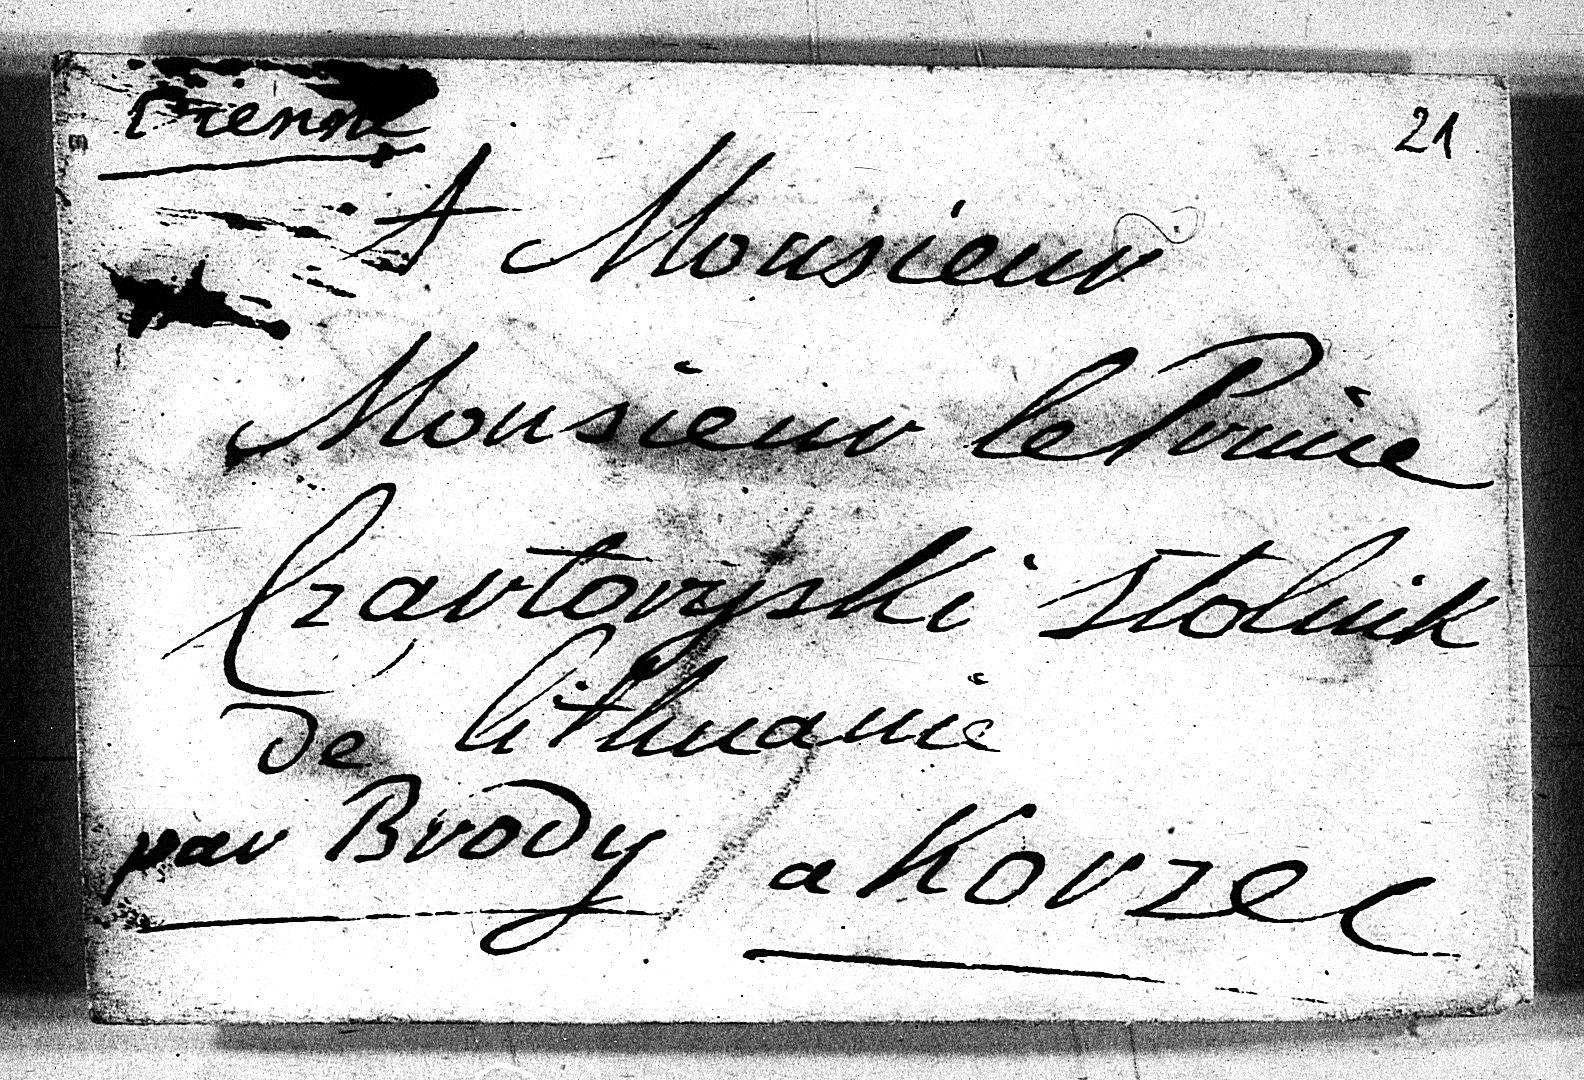 Vienne
21
A Monsieur
Monsieur le Prince
Czartoryski stolnik
de lithuanie
par Brody
a Korzec